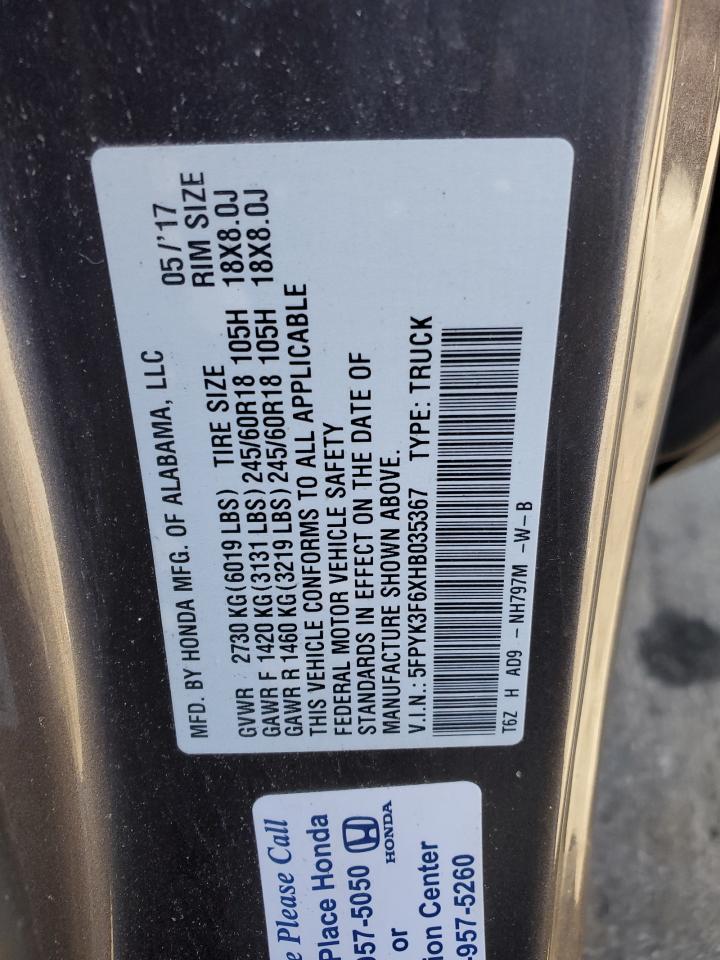 MFD. BY HONDA MFG. OF ALABAMA, LLC 05/'17
GVWR 2730 KG(6019 LBS) TIRE SIZE RIM SIZE
GAWR F 1420 KG(3131 LBS) 245/60R18 105H 18X8.0J
GAWR R 1460 KG(3219 LBS) 245/60R18 105H 18X8.0J
THIS VEHICLE CONFORMS TO ALL APPLICABLE
FEDERAL MOTOR VEHICLE SAFETY
STANDARDS IN EFFECT ON THE DATE OF
MANUFACTURE SHOWN ABOVE.
V.I.N.: 5FPYK3F6XHB035367 TYPE: TRUCK
T6Z H AD9 - NH797M -W-B
e Please Call
Place Honda
957-5050
HONDA
or
ion Center
-957-5260